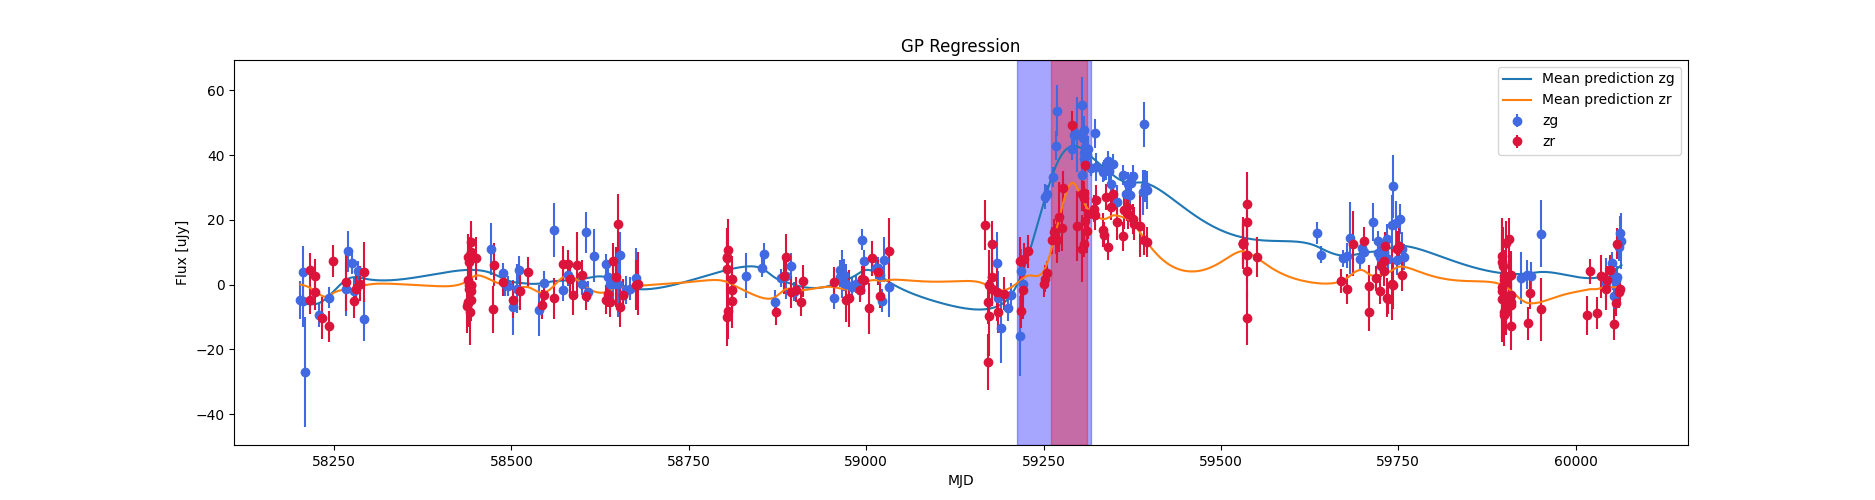 GP Regression
Flux [uJy]
60
40
20
0
−20
−40
Mean prediction zg
Mean prediction zr
zg
zr
58250 58500 58750 59000 59250 59500 59750 60000
MJD